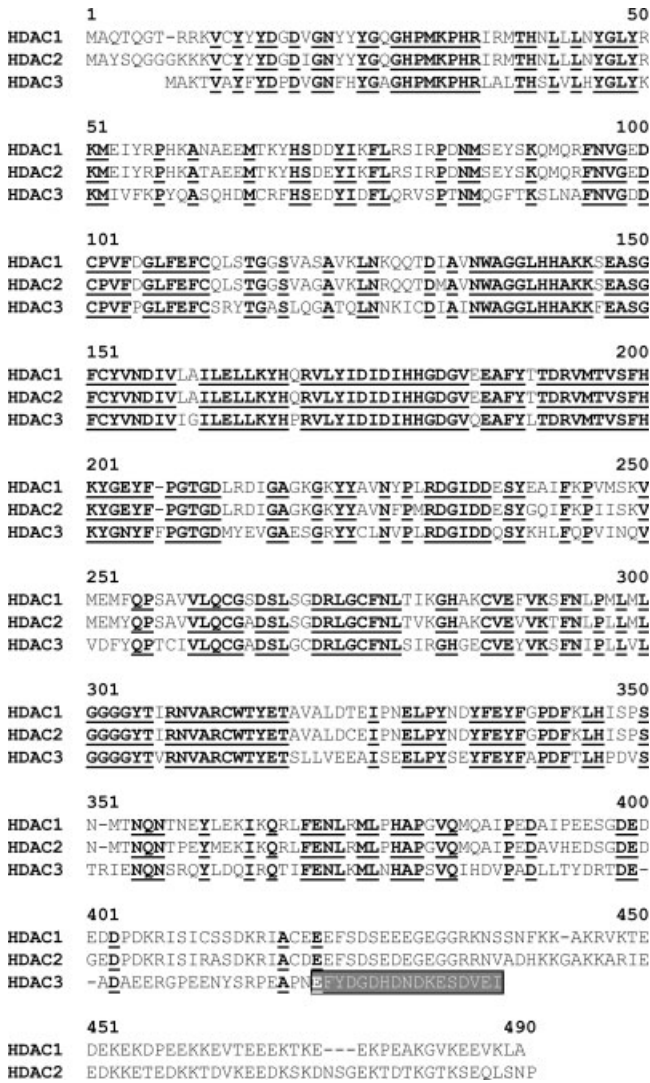 1 50
HDAC1 MAQTQGT-RRKVCYYYDGDVGNYYYGQGHPMKPHRIRMTHNLLLNYGLYR
HDAC2 MAYSQGGGKKKVCYYYDGDIGNYYYGQGHPMKPHRIRMTHNLLLNYGLYR
HDAC3 MAKTVAYFYDPDVGNFHYGAGHPMKPHRLALTHSLVLHYGLYK
51 100
HDAC1 KMEIYRPHKANAEEMTKYHSDDYIKFLRSIRPDNMSEYSKQMQRFNVGED
HDAC2 KMEIYRPHKATAEEMTKYHSDEYIKFLRSIRPDNMSEYSKQMQRFNVGED
HDAC3 KMIVFKPYQASQHDMCRFHSEDYIDFLQRVSPTNMQGFTKSLNAFNVGDD
101 150
HDAC1 CPVFDGLFEFCQLSTGGSVASAVKLNKQQTDIAVNWAGGLHHAKKSEASG
HDAC2 CPVFDGLFEFCQLSTGGSVAGAVKLNRQQTDMAVNWAGGLHHAKKSEASG
HDAC3 CPVFPGLFEFCSRYTGASLQGATQLNNKICDIAINWAGGLHHAKKFEASG
151 200
HDAC1 FCYVNDIVLAILELLKYHQRVLYIDIDIHHGDGVEEAFYTTDRVMTVSFH
HDAC2 FCYVNDIVLAILELLKYHQRVLYIDIDIHHGDGVEEAFYTTDRVMTVSFH
HDAC3 FCYVNDIVIGILELLKYHPRVLYIDIDIHHGDGVQEAFYLTDRVMTVSFH
201 250
HDAC1 KYGEYF-PGTGDLRDIGAGKGKYYAVNYPLRDGIDDESYEAIFKPVMSKV
HDAC2 KYGEYF-PGTGDLRDIGAGKGKYYAVNFPMRDGIDDESYGQIFKPIISKV
HDAC3 KYGNYFFPGTGDMYEVGAESGRYYCLNVPLRDGIDDQSYKHLFQPVINQV
251 300
HDAC1 MEMFQPSAVVLQCGSDSLSGDRLGCFNLTIKGHAKCVEFVKSFNLPMLML
HDAC2 MEMYQPSAVVLQCGADSLSGDRLGCFNLTVKGHAKCVEVVKTFNLPLLML
HDAC3 VDFYQPTCIVLQCGADSLGCDRLGCFNLSIRGHGECVEYVKSFNIPLLVL
301 350
HDAC1 GGGGYTIRNVARCWTYETAVALDTEIPNELPYNDYFEYFGPDFKLHISPS
HDAC2 GGGGYTIRNVARCWTYETAVALDCEIPNELPYNDYFEYFGPDFKLHISPS
HDAC3 GGGGYTVRNVARCWTYETSLLVEEAISEELPYSEYFEYFAPDFTLHPDVS
351 400
HDAC1 N-MTNQNTNEYLEKIKQRLFENLRMLPHAPGVQMQAIPEDAIPEESGDED
HDAC2 N-MTNQNTPEYMEKIKQRLFENLRMLPHAPGVQMQAIPEDAVHEDSGDED
HDAC3 TRIENQNSRQYLDQIRQTIFENLKMLNHAPSVQIHDVPADLLTYDRTDE-
401 450
HDAC1 EDDPDKRISICSSDKRIACEEEFSDSEEEGEGGRKNSSNFKK-AKRVKTE
HDAC2 GEDPDKRISIRASDKRIACDEEFSDSEDEGEGGRRNVADHKKGAKKARIE
HDAC3 -ADAEERGPEENYSRPEAPNEFYDGDHDNDKESDVEI
451 490
HDAC1 DEKEKDPEEKKEVTEEEKTKE---EKPEAKGVKEEVKLA
HDAC2 EDKKETEDKKTDVKEEDKSKDNSGEKTDTKGTKSEQLSNP